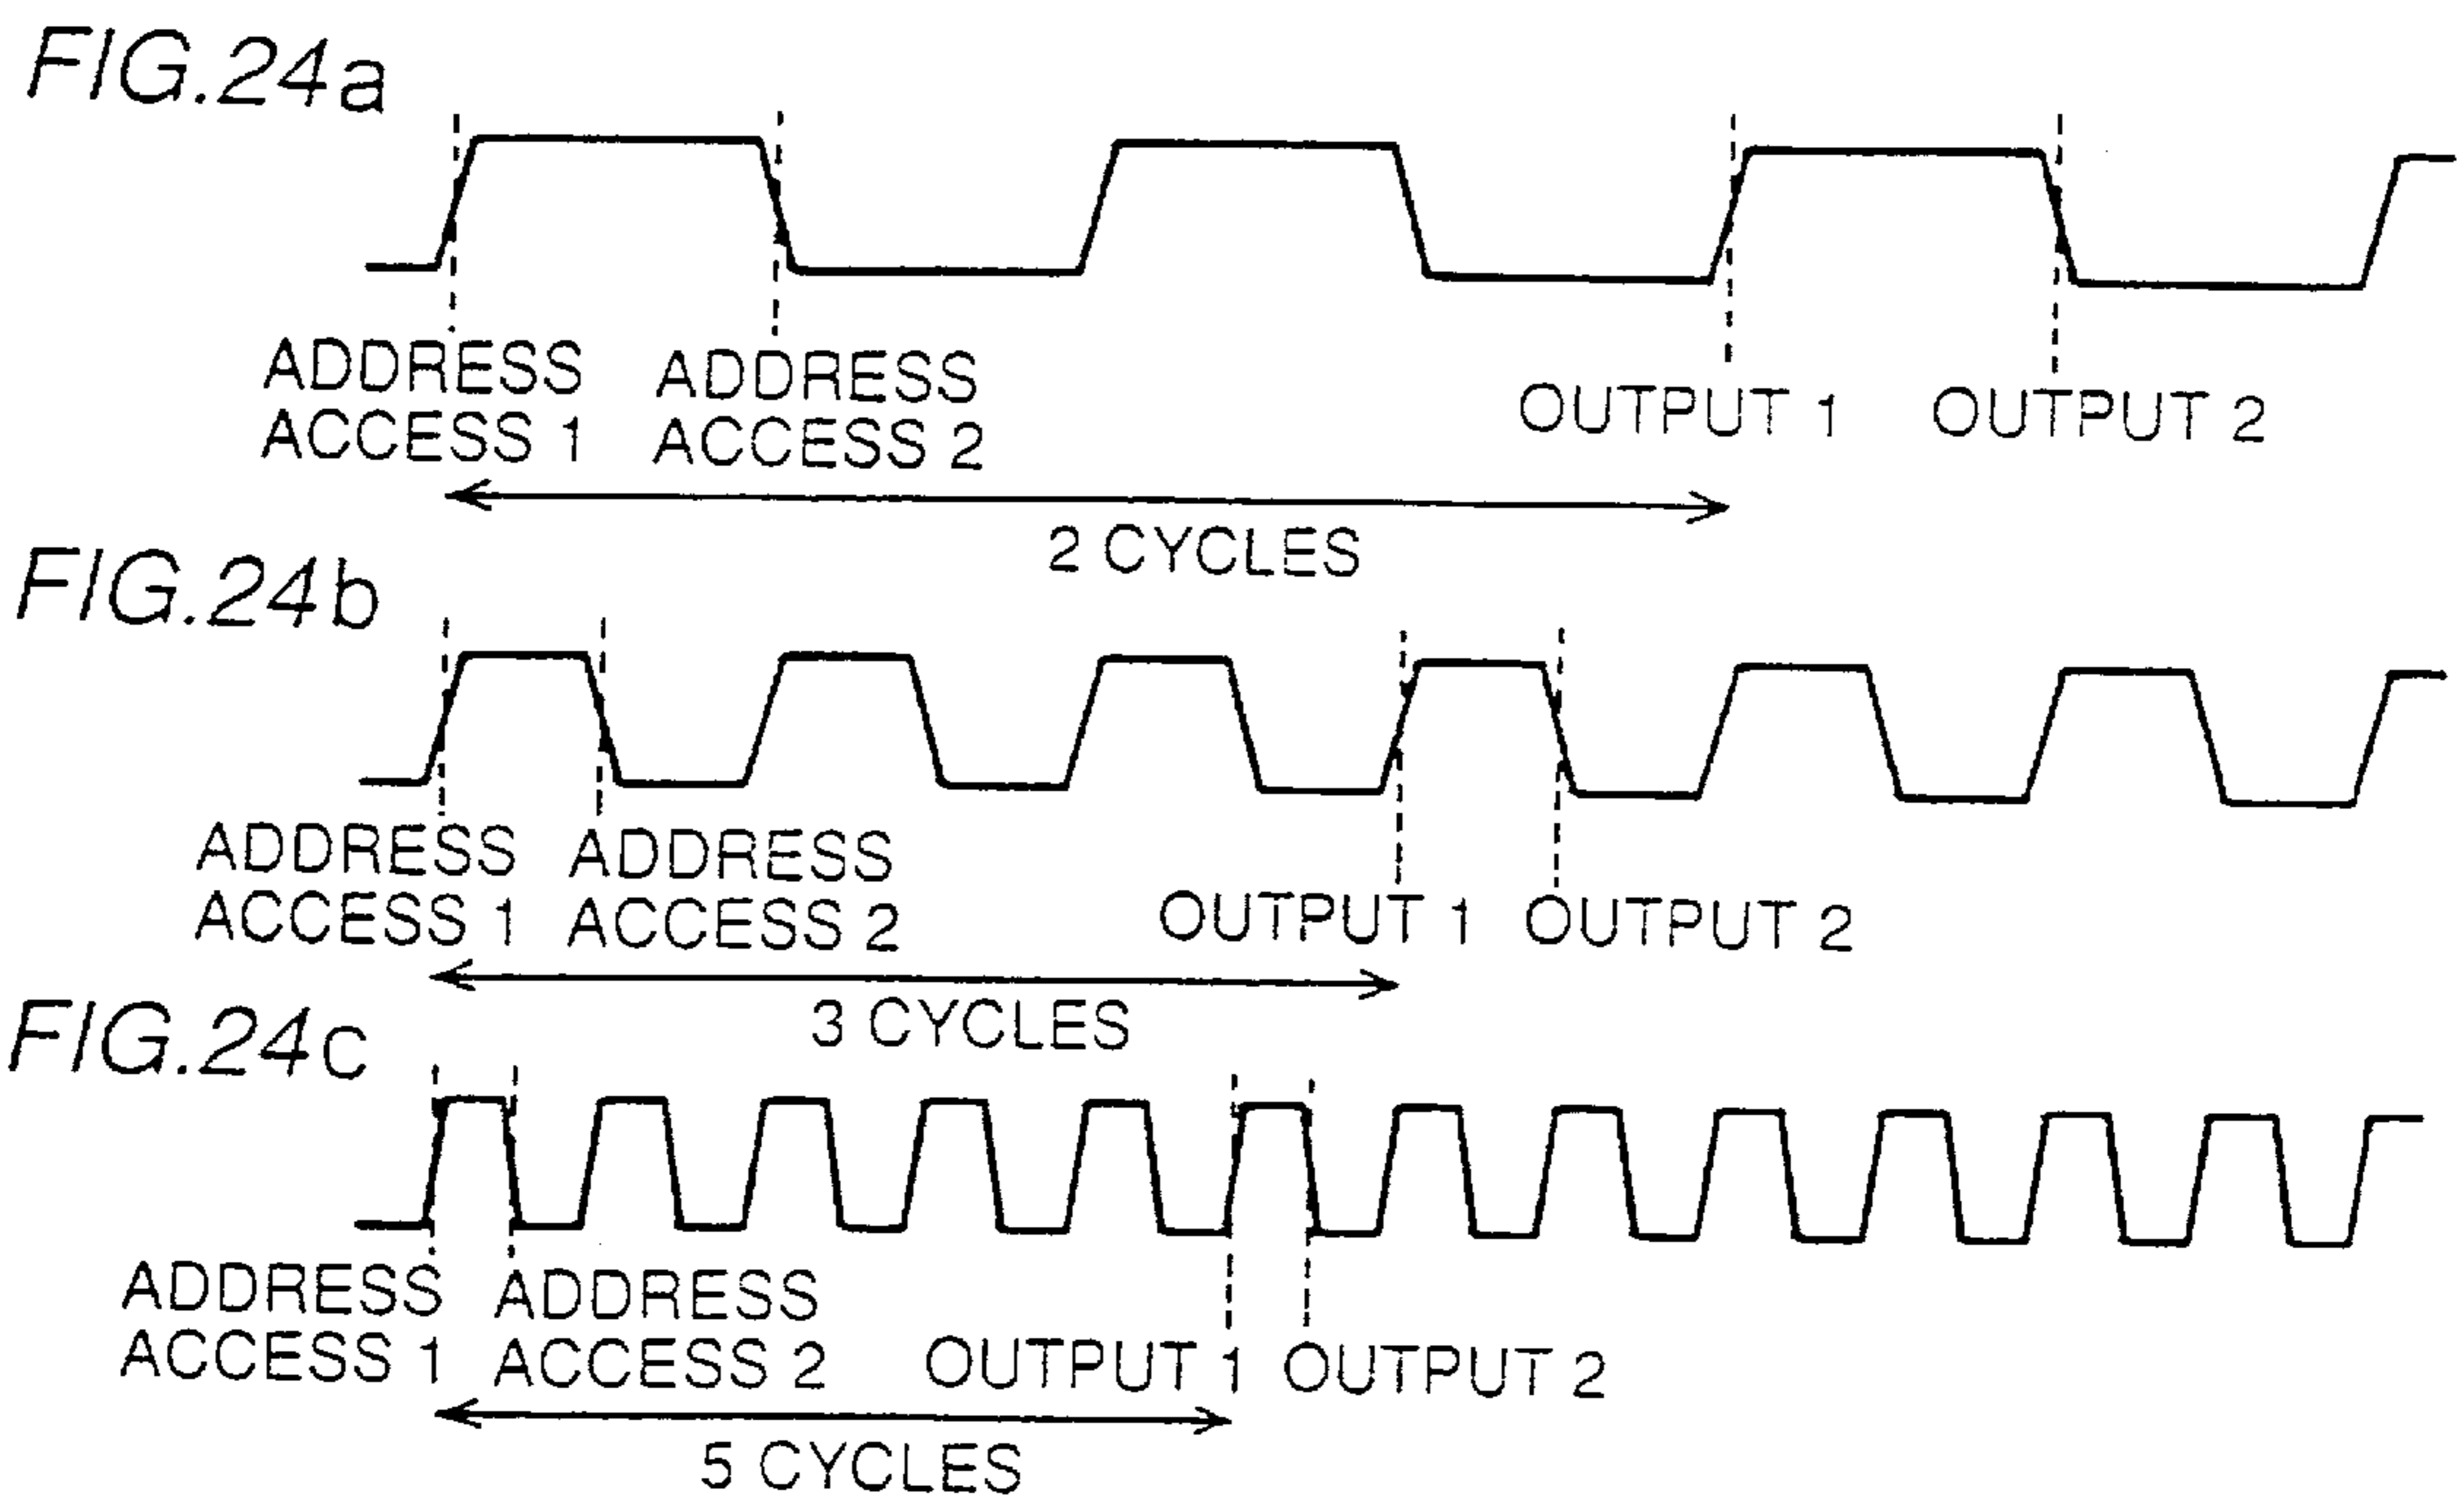 FIG.24a
ADDRESS ACCESS 1
ADDRESS ACCESS 2
OUTPUT 1
OUTPUT 2
2 CYCLES
FIG.24b
ADDRESS ACCESS 1
ADDRESS ACCESS 2
OUTPUT 1
OUTPUT 2
3 CYCLES
FIG.24c
ADDRESS ACCESS 1
ADDRESS ACCESS 2
OUTPUT 1
OUTPUT 2
5 CYCLES